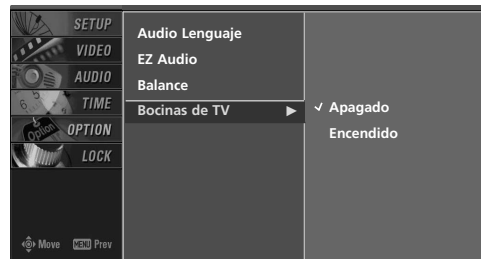 SETUP
VIDEO
AUDIO
TIME
OPTION
LOCK
Move MENU Prev
Audio Lenguaje
EZ Audio
Balance
Bocinas de TV ▶
✓ Apagado
Encendido
Option